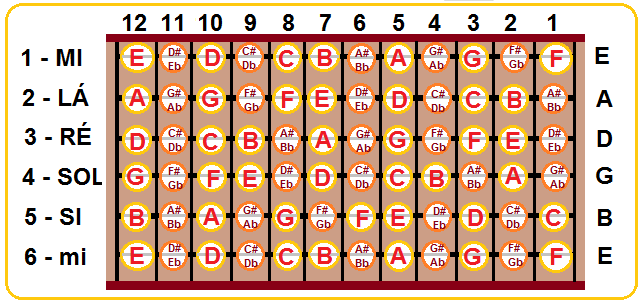 12 11 10 9 8 7 6 5 4 3 2 1
1 - MI E D# Eb D C# Db C B A# Bb A G# Ab G F# Gb F E
2 - LÁ A G# Ab G F# Gb F E D# Eb D C# Db C B A# Bb A
3 - RÉ D C# Db C B A# Bb A G# Ab G F# Gb F E D# Eb D
4 - SOL G F# Gb F E D# Eb D C# Db C B A# Bb A G# Ab G
5 - SI B A# Bb A G# Ab G F# Gb F E D# Eb D C# Db C B
6 - mi E D# Eb D C# Db C B A# Bb A G# Ab G F# Gb F E